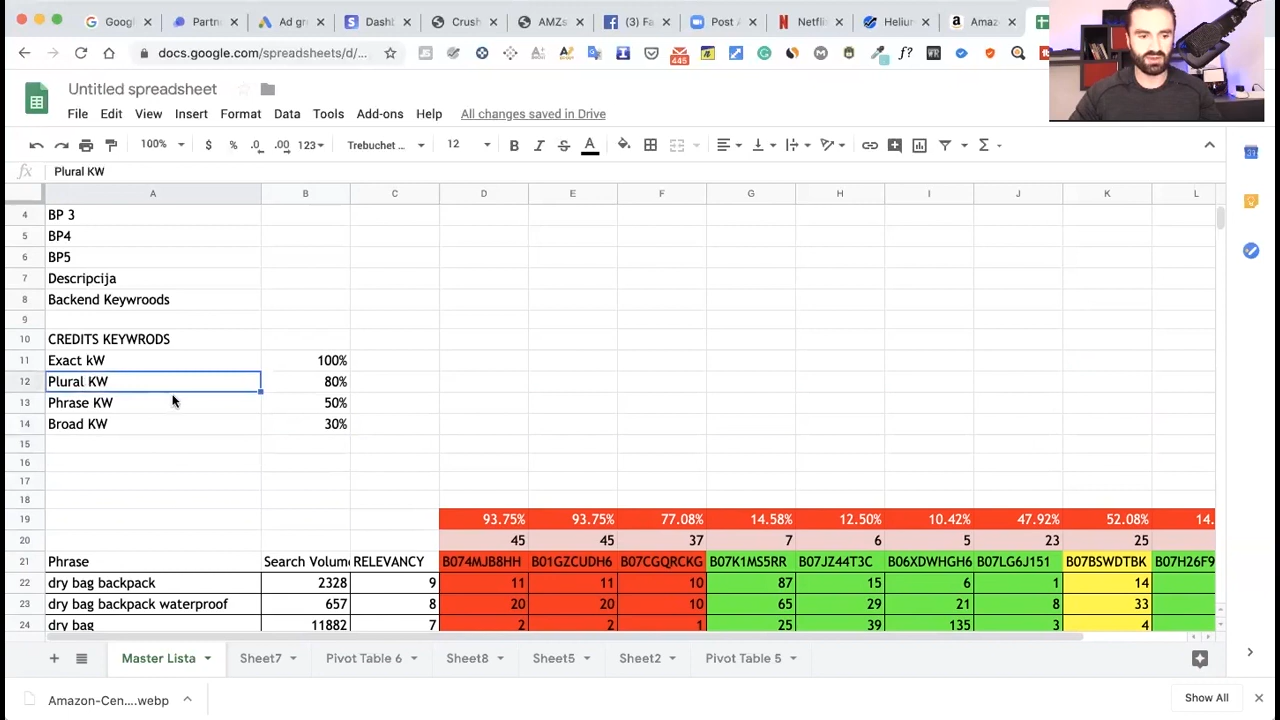 Googl
Partn
Ad gr
Dashl
Crush
AMZs
(3) Fa
Post A
Netfli
Helium
Amaz
docs.google.com/spreadsheets/d/...
445
Untitled spreadsheet
File Edit View Insert Format Data Tools Add-ons Help All changes saved in Drive
100% $ % .0 .00 123 Trebuchet ... 12 B I S A
fx Plural KW
A B C D E F G H I J K L
4 BP 3
5 BP4
6 BP5
7 Descripcija
8 Backend Keywroods
9
10 CREDITS KEYWRODS
11 Exact kW 100%
12 Plural KW 80%
13 Phrase KW 50%
14 Broad KW 30%
15
16
17
18
19 93.75% 93.75% 77.08% 14.58% 12.50% 10.42% 47.92% 52.08% 14.
20 45 45 37 7 6 5 23 25
21 Phrase Search Volum RELEVANCY B074MJB8HH B01GZCUDH6 B07CGQRCKG B07K1MS5RR B07JZ44T3C B06XDWHGH6 B07LG6J151 B07BSWDTBK B07H26F9
22 dry bag backpack 2328 9 11 11 10 87 15 6 1 14
23 dry bag backpack waterproof 657 8 20 20 10 65 29 21 8 33
24 dry bag 11882 7 2 2 1 25 39 135 3 4
Master Lista Sheet7 Pivot Table 6 Sheet8 Sheet5 Sheet2 Pivot Table 5
Amazon-Cen....webp
Show All